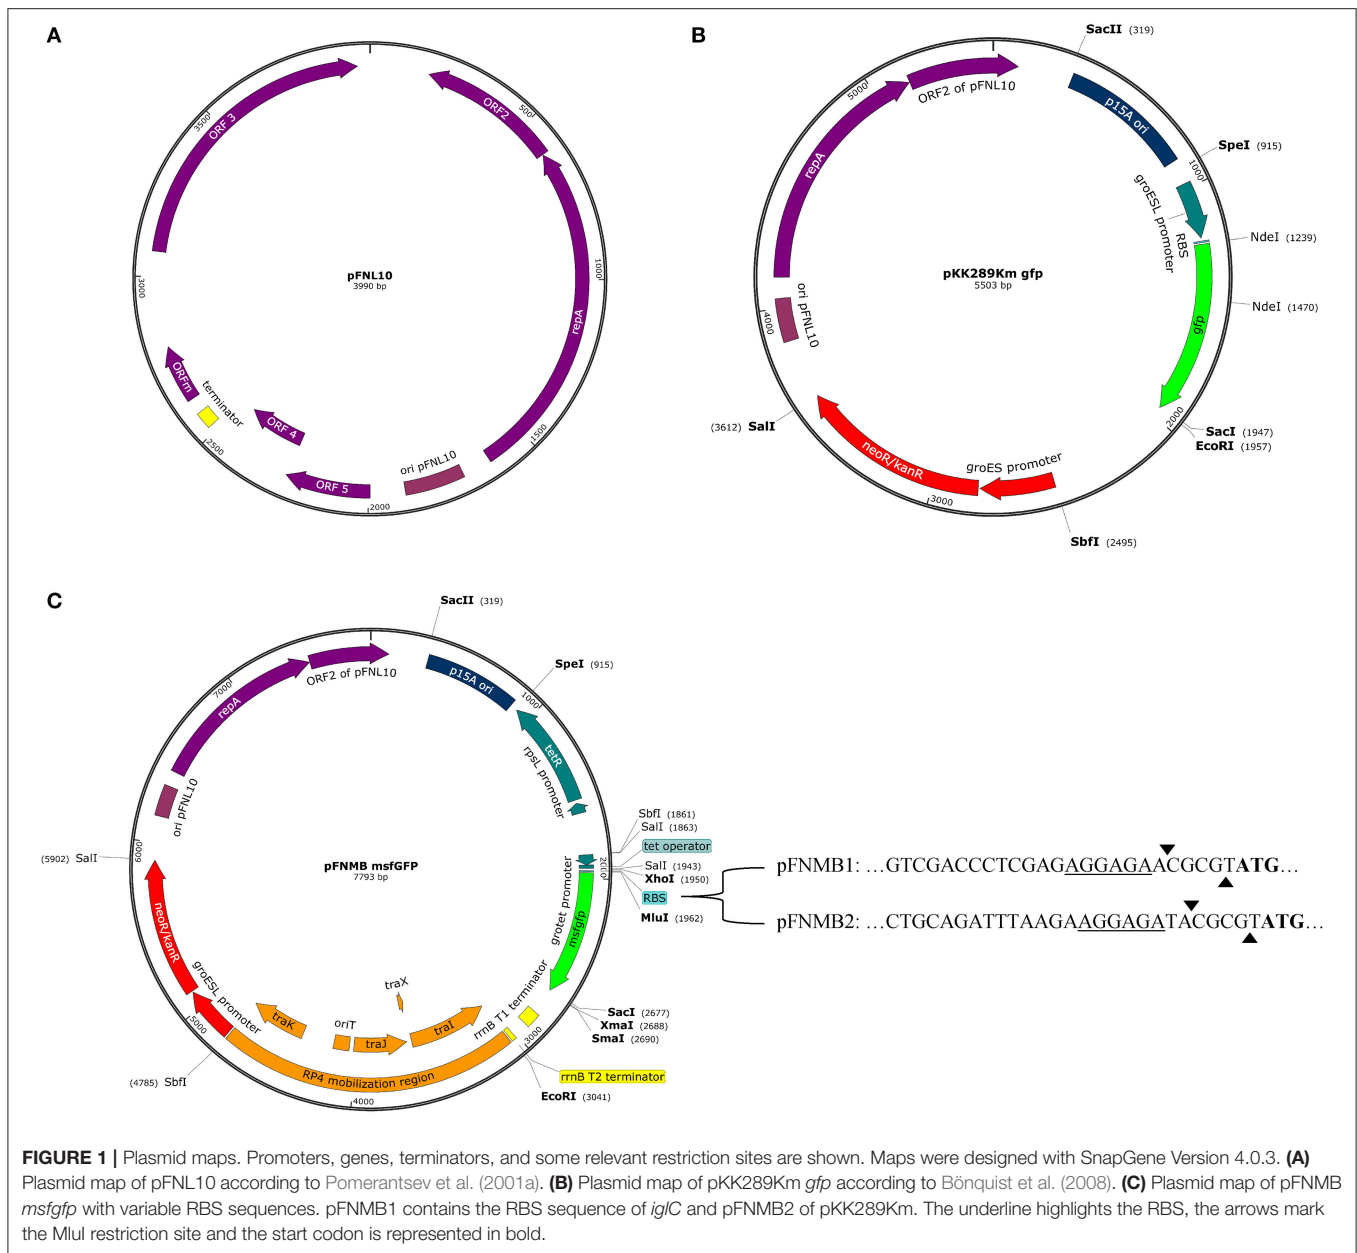 A
pFNL10
3990 bp
500
1000
1500
2000
2500
3000
3500
ORF2
repA
ori pFNL10
ORF 5
ORF 4
terminator
ORFm
ORF 3
B
pKK289Km gfp
5503 bp
SacII (319)
p15A ori
SpeI (915)
1000
groESL promoter
RBS
NdeI (1239)
NdeI (1470)
gfp
2000
SacI (1947)
EcoRI (1957)
SbfI (2495)
groES promoter
3000
neoR/kanR
(3612) SalI
4000
ori pFNL10
repA
5000
ORF2 of pFNL10
C
pFNMB msfGFP
7793 bp
SacII (319)
p15A ori
SpeI (915)
1000
tetR
rpsL promoter
SbfI (1861)
SalI (1863)
tet operator
SalI (1943)
XhoI (1950)
RBS
MluI (1962)
2000
grotet promoter
msfgfp
SacI (2677)
XmaI (2688)
SmaI (2690)
rrnB T1 terminator
3000
rrnB T2 terminator
EcoRI (3041)
traX
traI
traJ
oriT
traK
RP4 mobilization region
4000
(4785) SbfI
groESL promoter
5000
neoR/kanR
(5902) SalI
6000
ori pFNL10
repA
7000
ORF2 of pFNL10
pFNMB1: ...GTCGACCCTCGAGAGGAGAACGCGTATG...
pFNMB2: ...CTGCAGATTTAAGAAGGAGATACGCGTATG...
FIGURE 1 | Plasmid maps. Promoters, genes, terminators, and some relevant restriction sites are shown. Maps were designed with SnapGene Version 4.0.3. (A)
Plasmid map of pFNL10 according to Pomerantsev et al. (2001a). (B) Plasmid map of pKK289Km gfp according to Bönquist et al. (2008). (C) Plasmid map of pFNMB
msfgfp with variable RBS sequences. pFNMB1 contains the RBS sequence of iglC and pFNMB2 of pKK289Km. The underline highlights the RBS, the arrows mark
the MluI restriction site and the start codon is represented in bold.